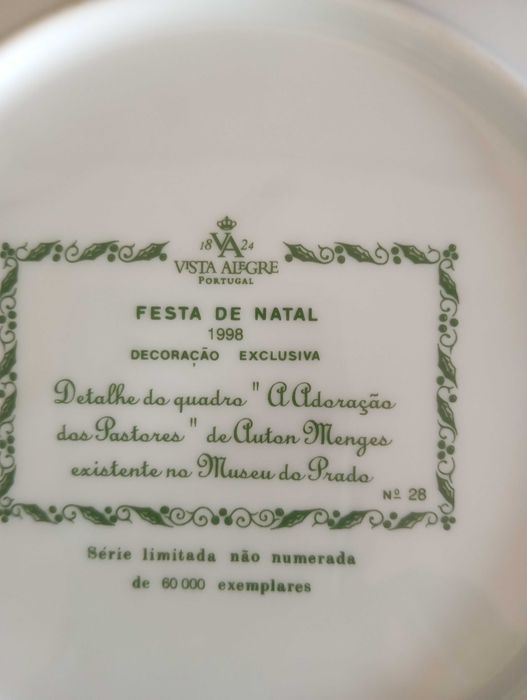 18 VA 24
VISTA ALEGRE
PORTUGAL
FESTA DE NATAL
1998
DECORAÇÃO EXCLUSIVA
Detalhe do quadro "A Adoração
dos Pastores" de Auton Menges
existente no Museu do Prado
Nº 28
Série limitada não numerada
de 60 000 exemplares